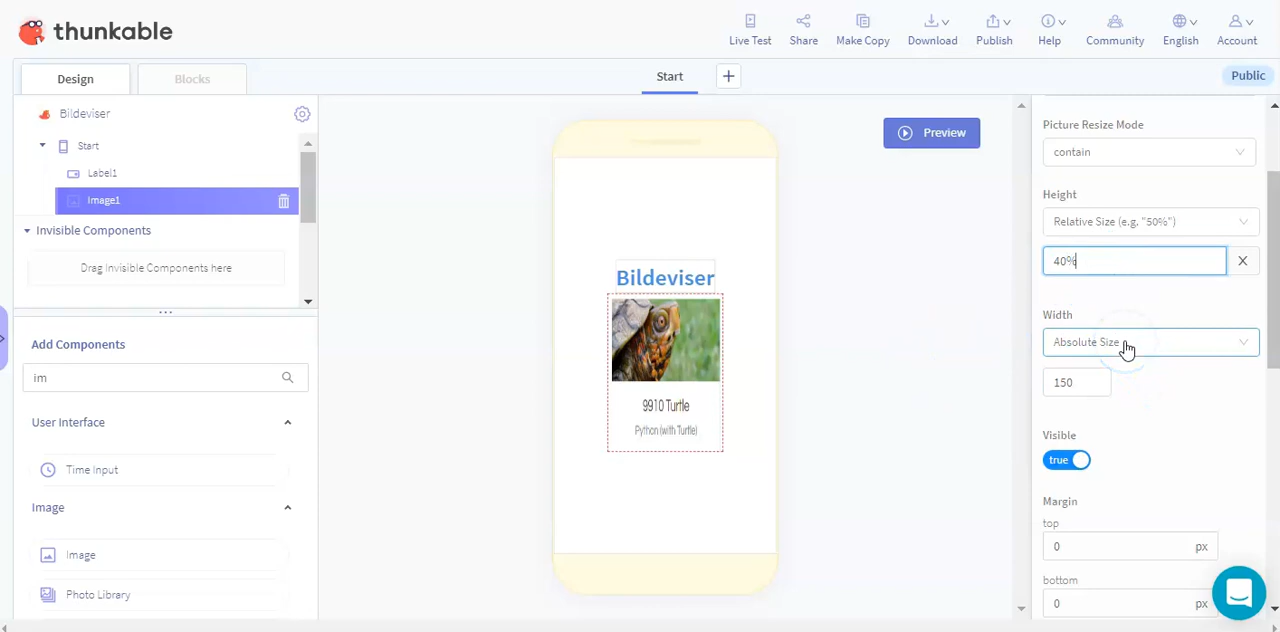 thunkable
Live Test
Share
Make Copy
Download
Publish
Help
Community
English
Account
Design
Blocks
Start
Public
Bildeviser
Start
Label1
Image1
Invisible Components
Drag Invisible Components here
Add Components
im
User Interface
Time Input
Image
Image
Photo Library
Preview
Bildeviser
9910 Turtle
Python (with Turtle)
Picture Resize Mode
contain
Height
Relative Size (e.g. "50%")
40%
Width
Absolute Size
150
Visible
true
Margin
top
0 px
bottom
0 px